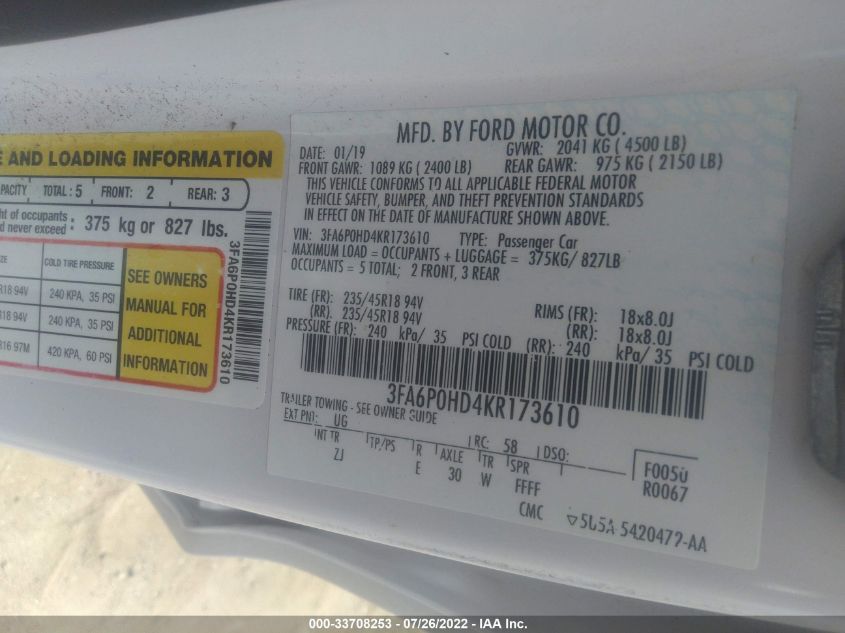 E AND LOADING INFORMATION
PACITY TOTAL: 5 FRONT: 2 REAR: 3
ht of occupants
d never exceed : 375 kg or 827 lbs.
ZE COLD TIRE PRESSURE
R18 94V 240 KPA, 35 PSI
R18 94V 240 KPA, 35 PSI
R16 97M 420 KPA, 60 PSI
SEE OWNERS
MANUAL FOR
ADDITIONAL
INFORMATION
3FA6P0HD4KR173610
MFD. BY FORD MOTOR CO.
DATE: 01/19 GVWR: 2041 KG ( 4500 LB)
FRONT GAWR: 1089 KG ( 2400 LB) REAR GAWR: 975 KG ( 2150 LB)
THIS VEHICLE CONFORMS TO ALL APPLICABLE FEDERAL MOTOR
VEHICLE SAFETY, BUMPER, AND THEFT PREVENTION STANDARDS
IN EFFECT ON THE DATE OF MANUFACTURE SHOWN ABOVE.
VIN: 3FA6P0HD4KR173610 TYPE: Passenger Car
MAXIMUM LOAD = OCCUPANTS + LUGGAGE = 375KG/ 827LB
OCCUPANTS = 5 TOTAL; 2 FRONT, 3 REAR
TIRE (FR): 235/45R18 94V RIMS (FR): 18x8.0J
(RR): 235/45R18 94V (RR): 18x8.0J
PRESSURE (FR): 240 kPa/ 35 PSI COLD (RR): 240 kPa/ 35 PSI COLD
3FA6P0HD4KR173610
TRAILER TOWING - SEE OWNER GUIDE
EXT PNT: UG RC: 58 DSO:
INT TR TP/PS R AXLE TR SPR F0050
ZJ E 30 W FFFF R0067
CMC
5420472-AA
000-33708253 - 07/26/2022 - IAA Inc.